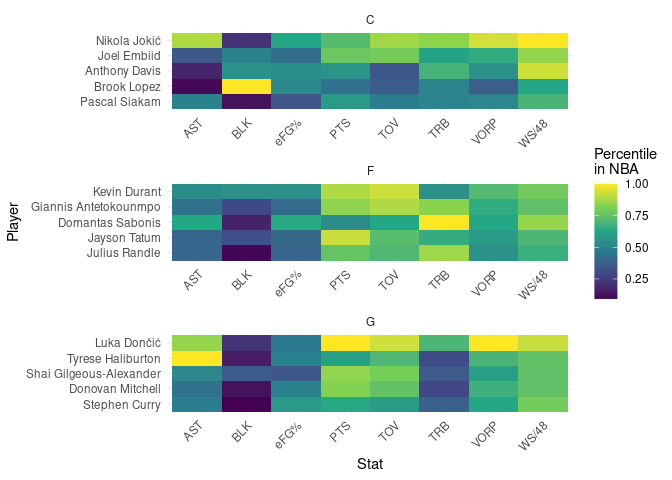 C
Nikola Jokić
Joel Embiid
Anthony Davis
Brook Lopez
Pascal Siakam
AST BLK eFG% PTS TOV TRB VORP WS/48
F
Kevin Durant
Giannis Antetokounmpo
Domantas Sabonis
Jayson Tatum
Julius Randle
AST BLK eFG% PTS TOV TRB VORP WS/48
G
Luka Dončić
Tyrese Haliburton
Shai Gilgeous-Alexander
Donovan Mitchell
Stephen Curry
AST BLK eFG% PTS TOV TRB VORP WS/48
Stat
Player
Percentile
in NBA
1.00
0.75
0.50
0.25